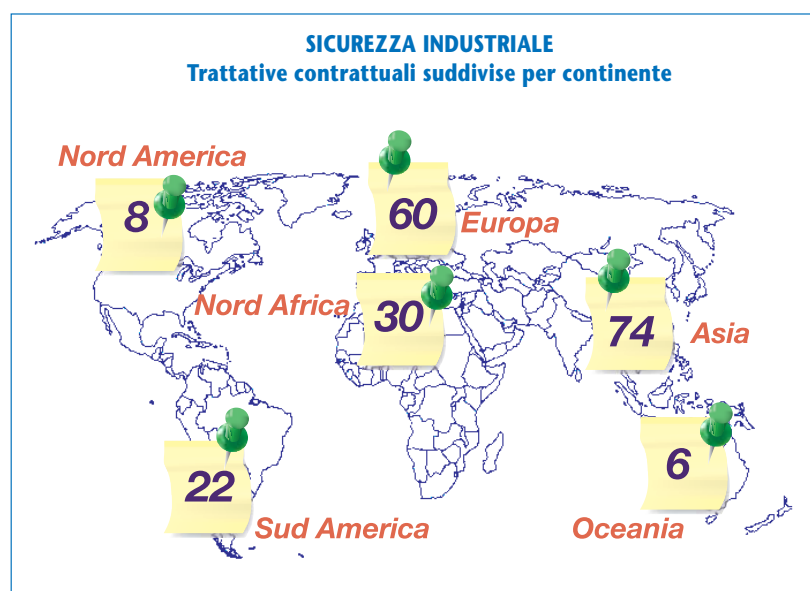 SICUREZZA INDUSTRIALE
Trattative contrattuali suddivise per continente
Nord America
8
60
Europa
Nord Africa
30
74
Asia
22
Sud America
6
Oceania